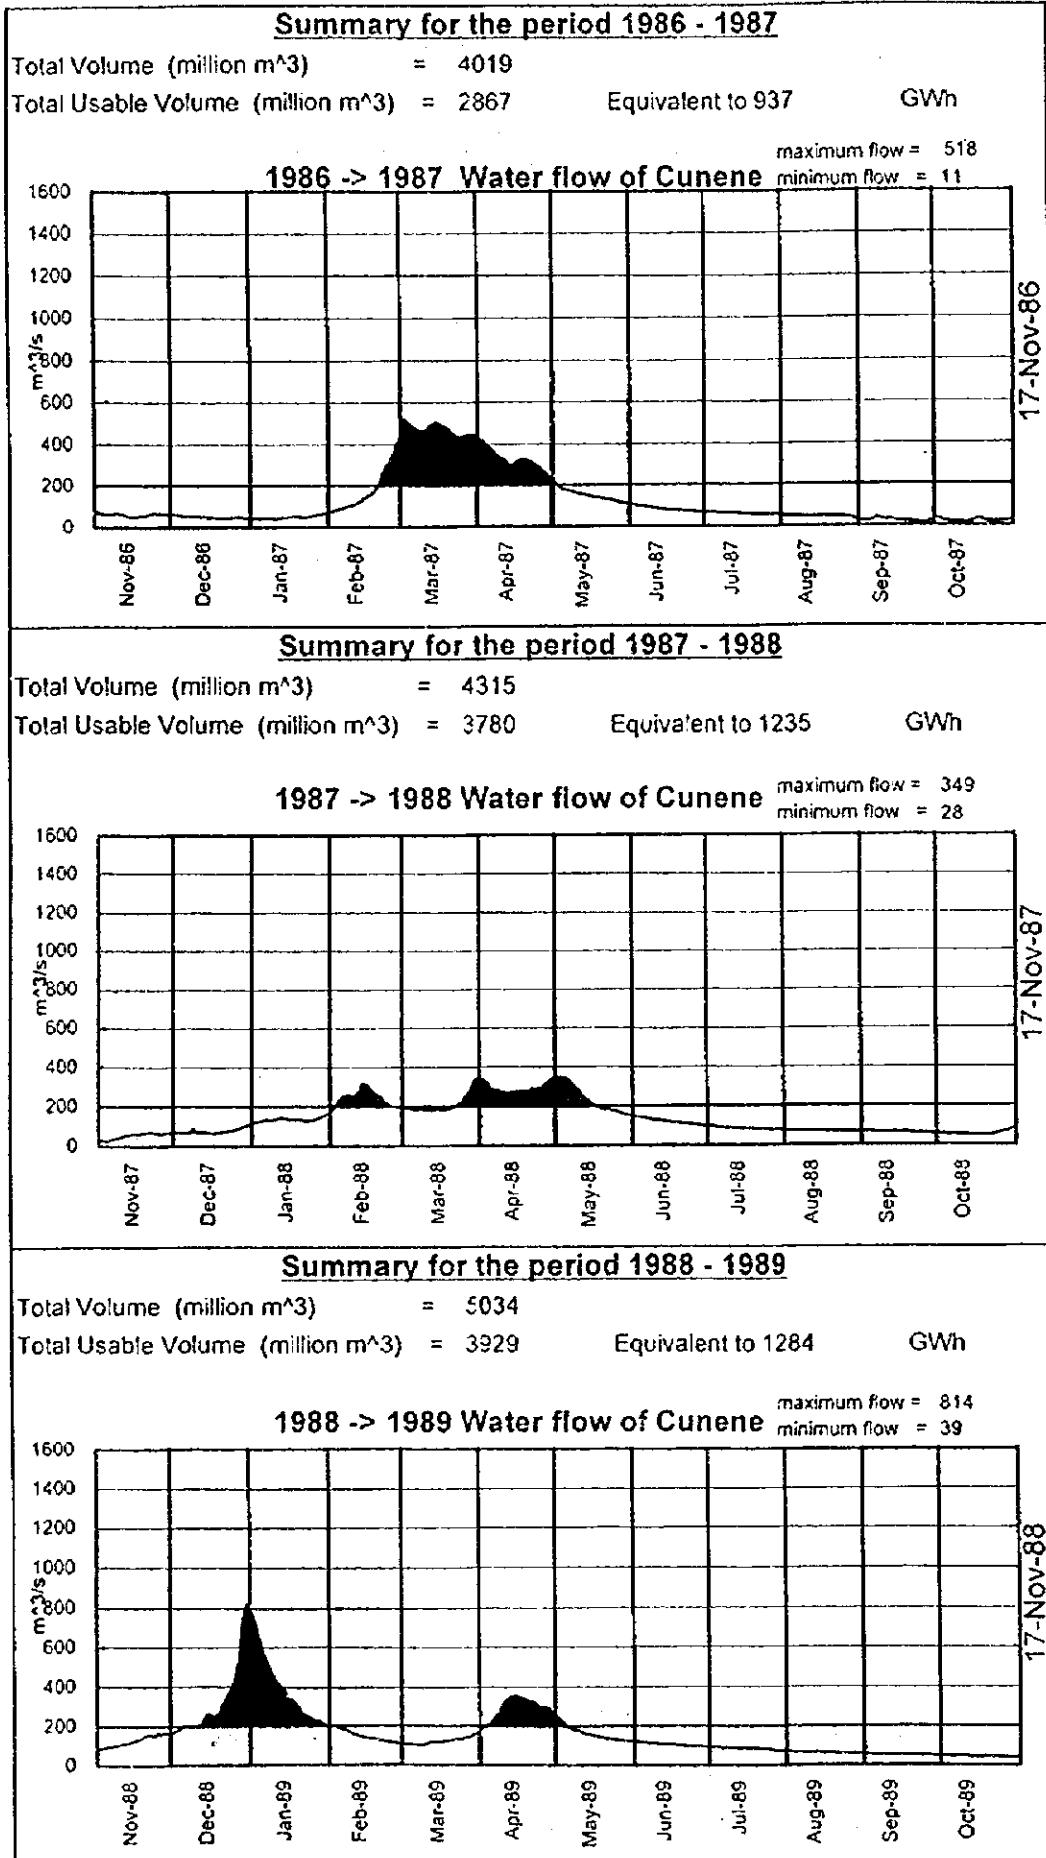 Summary for the period 1986 - 1987
Total Volume (million m^3) = 4019
Total Usable Volume (million m^3) = 2867 Equivalent to 937 GWh
maximum flow = 518
1986 -> 1987 Water flow of Cunene minimum flow = 11
1600
1400
1200
1000
800
600
400
200
0
m^3/s
17-Nov-86
Nov-86 Dec-86 Jan-87 Feb-87 Mar-87 Apr-87 May-87 Jun-87 Jul-87 Aug-87 Sep-87 Oct-87
Summary for the period 1987 - 1988
Total Volume (million m^3) = 4315
Total Usable Volume (million m^3) = 3780 Equivalent to 1235 GWh
maximum flow = 349
1987 -> 1988 Water flow of Cunene minimum flow = 28
1600
1400
1200
1000
800
600
400
200
0
m^3/s
17-Nov-87
Nov-87 Dec-87 Jan-88 Feb-88 Mar-88 Apr-88 May-88 Jun-88 Jul-88 Aug-88 Sep-88 Oct-89
Summary for the period 1988 - 1989
Total Volume (million m^3) = 5034
Total Usable Volume (million m^3) = 3929 Equivalent to 1284 GWh
maximum flow = 814
1988 -> 1989 Water flow of Cunene minimum flow = 39
1600
1400
1200
1000
800
600
400
200
0
m^3/s
17-Nov-88
Nov-88 Dec-88 Jan-89 Feb-89 Mar-89 Apr-89 May-89 Jun-89 Jul-89 Aug-89 Sep-89 Oct-89